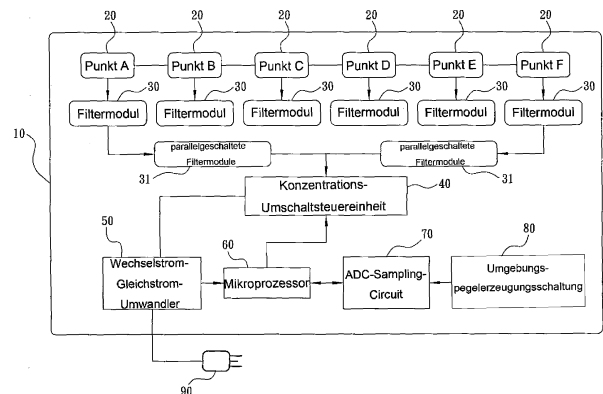 20 20 20 20 20 20
Punkt A Punkt B Punkt C Punkt D Punkt E Punkt F
30 30 30 30 30 30
Filtermodul Filtermodul Filtermodul Filtermodul Filtermodul Filtermodul
10
parallelgeschaltete
Filtermodule
31
parallelgeschaltete
Filtermodule
31
Konzentrations-
Umschaltsteuereinheit
40
50
Wechselstrom-
Gleichstrom-
Umwandler
60
Mikroprozessor
70
ADC-Sampling-
Circuit
80
Umgebungs-
pegelerzeugungsschaltung
90